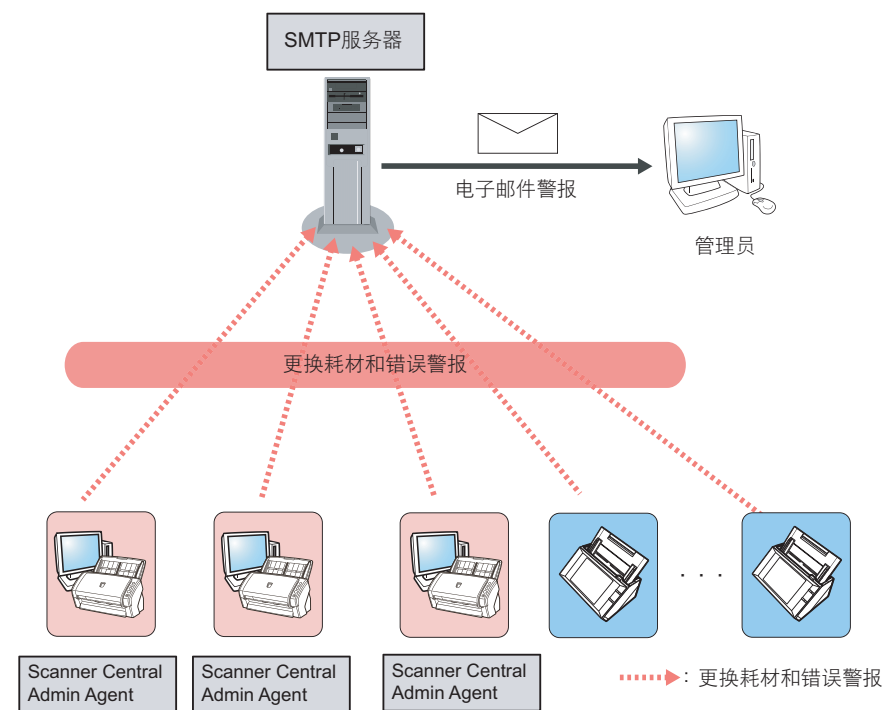 SMTP服务器
电子邮件警报
管理员
更换耗材和错误警报
. . .
Scanner Central
Admin Agent
Scanner Central
Admin Agent
Scanner Central
Admin Agent
: 更换耗材和错误警报